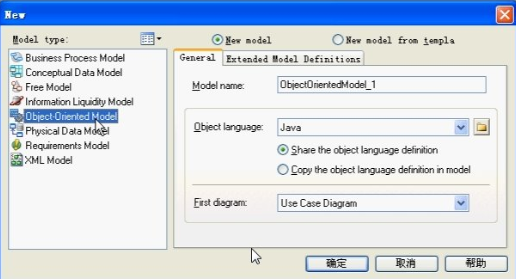 New
Model type:
New model
New model from templa
Business Process Model
Conceptual Data Model
Free Model
Information Liquidity Model
Object-Oriented Model
Physical Data Model
Requirements Model
XML Model
General
Extended Model Definitions
Model name:
ObjectOrientedModel_1
Object language:
Java
Share the object language definition
Copy the object language definition in model
First diagram:
Use Case Diagram
确定
取消
帮助